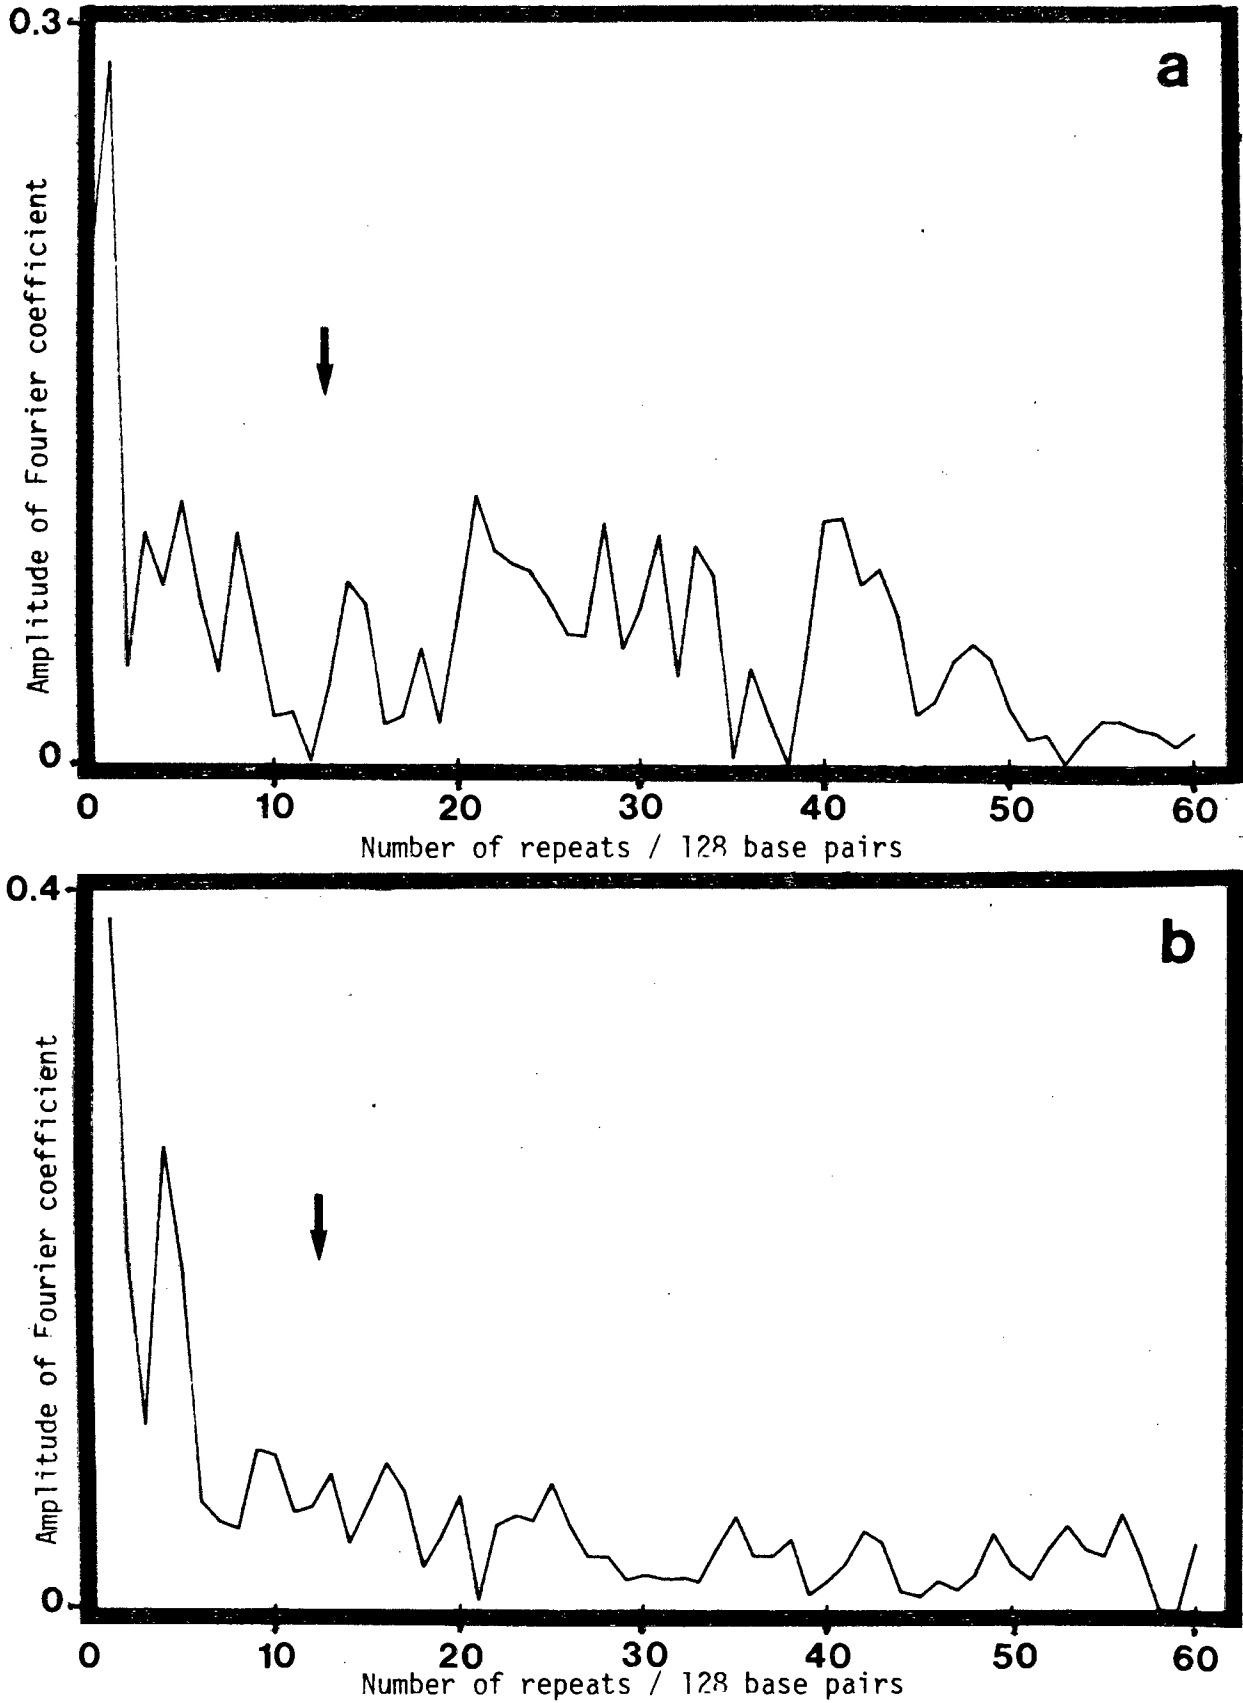 0.3
a
Amplitude of Fourier coefficient
0
0 10 20 30 40 50 60
Number of repeats / 128 base pairs
0.4
b
Amplitude of Fourier coefficient
0
0 10 20 30 40 50 60
Number of repeats / 128 base pairs